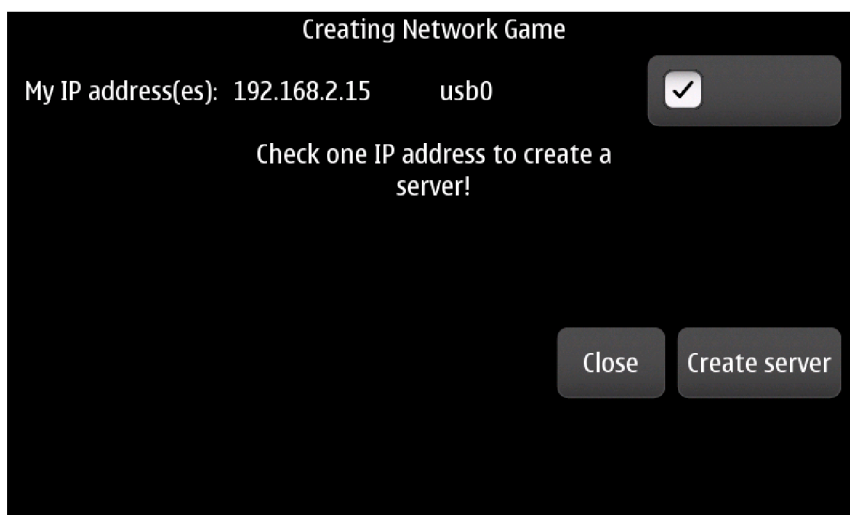 Creating Network Game
My IP address(es): 192.168.2.15 usb0
Check one IP address to create a
server!
Close Create server